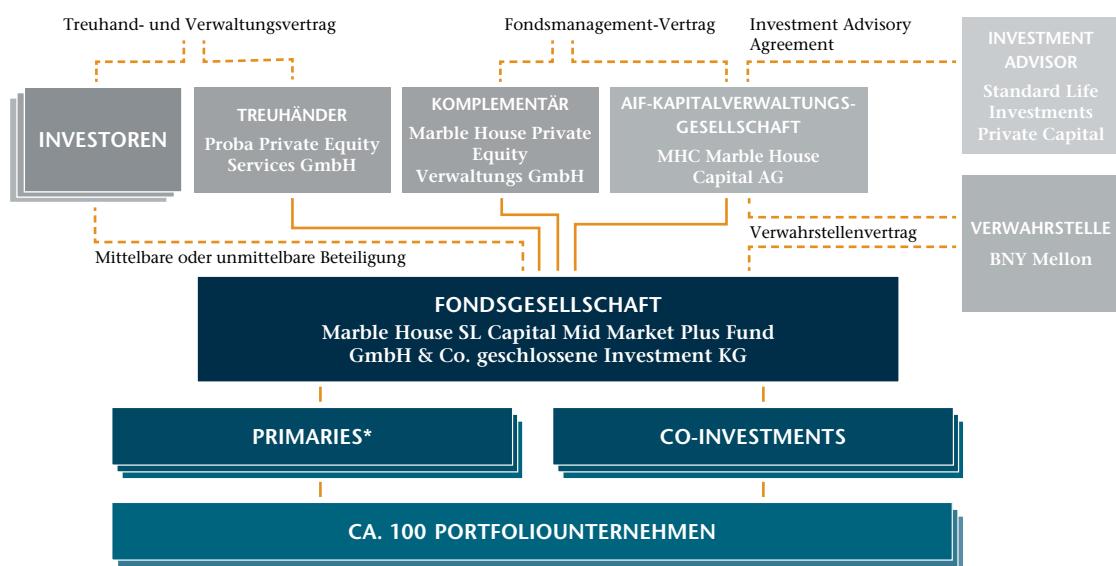 Treuhand- und Verwaltungsvertrag
Fondsmanagement-Vertrag
Investment Advisory
Agreement
INVESTMENT
ADVISOR
Standard Life
Investments
Private Capital
INVESTOREN
TREUHÄNDER
Proba Private Equity
Services GmbH
KOMPLEMENTÄR
Marble House Private
Equity
Verwaltungs GmbH
AIF-KAPITALVERWALTUNGS-
GESELLSCHAFT
MHC Marble House
Capital AG
VERWAHRSTELLE
BNY Mellon
Verwahrstellenvertrag
Mittelbare oder unmittelbare Beteiligung
FONDSGESELLSCHAFT
Marble House SL Capital Mid Market Plus Fund
GmbH & Co. geschlossene Investment KG
PRIMARIES*
CO-INVESTMENTS
CA. 100 PORTFOLIOUNTERNEHMEN